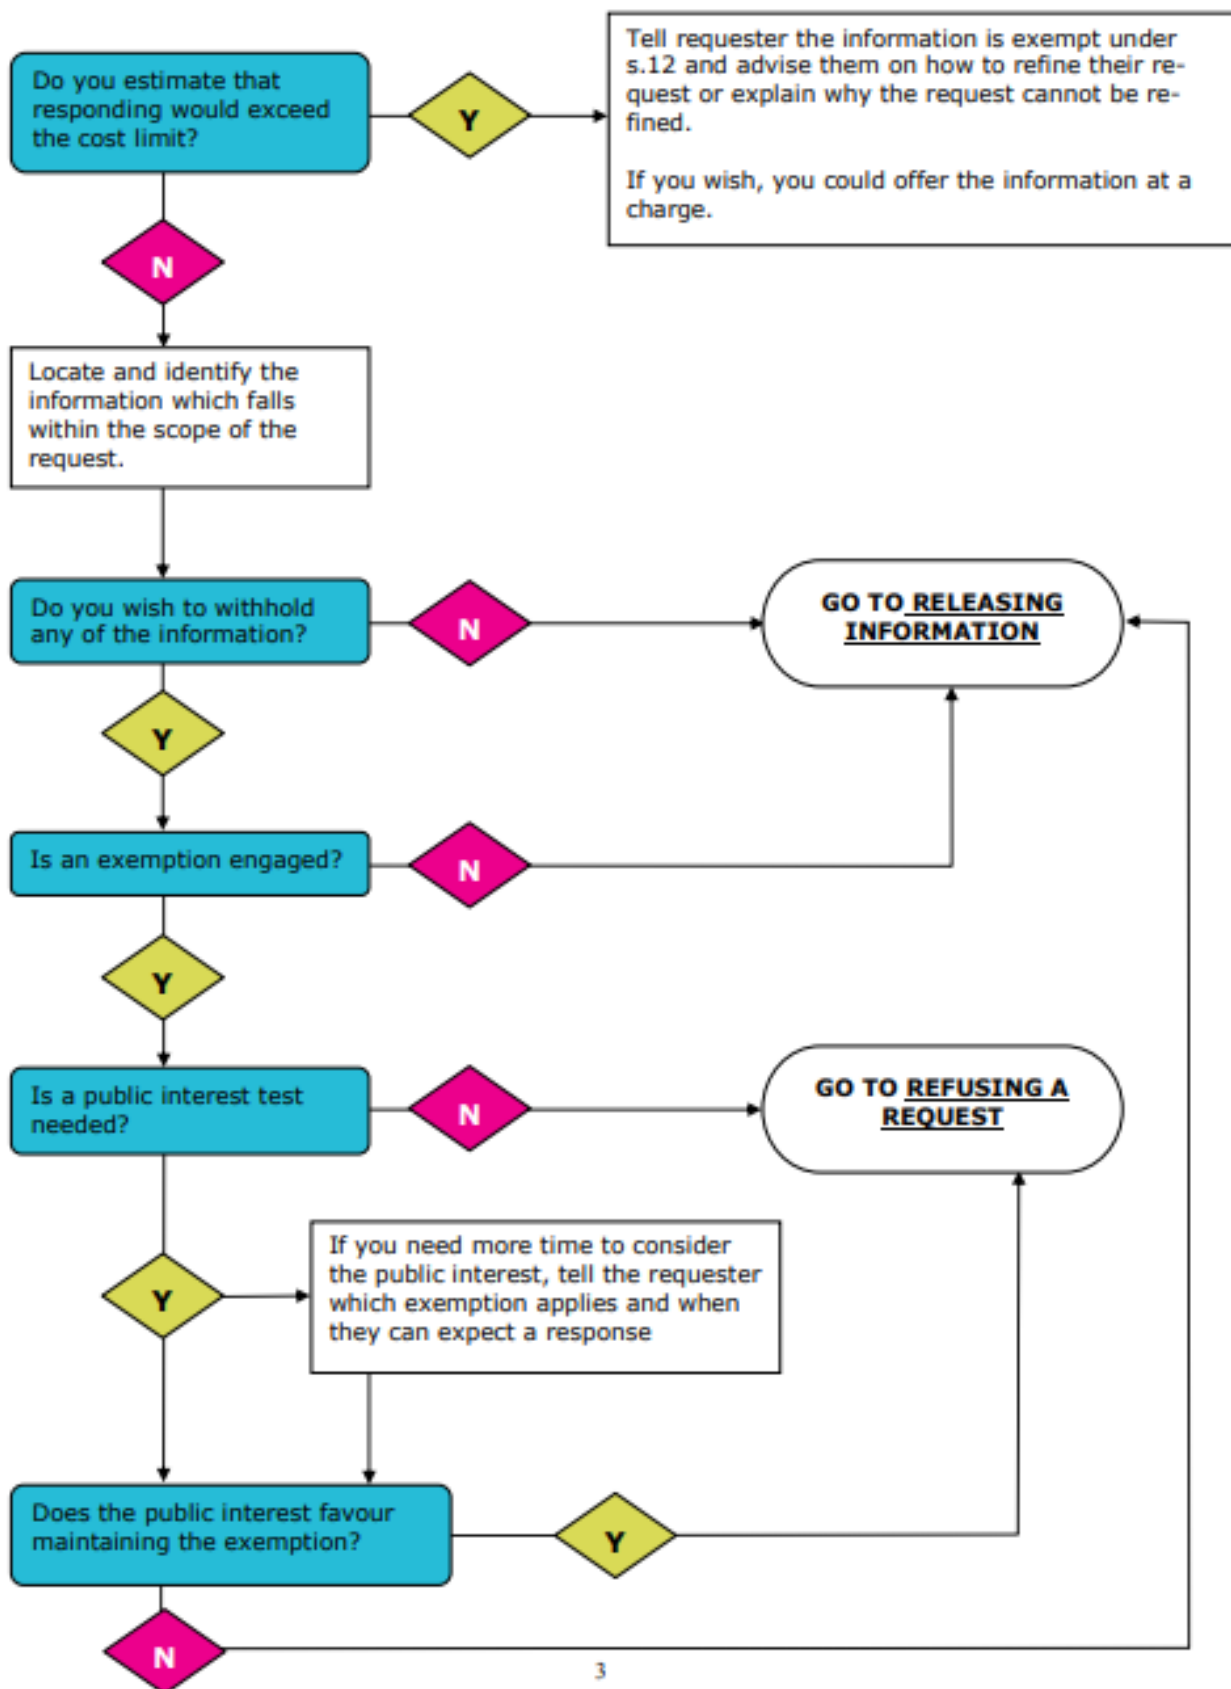 Do you estimate that
responding would exceed
the cost limit?
Y
Tell requester the information is exempt under
s.12 and advise them on how to refine their re-
quest or explain why the request cannot be re-
fined.
If you wish, you could offer the information at a
charge.
N
Locate and identify the
information which falls
within the scope of the
request.
Do you wish to withhold
any of the information?
N
GO TO RELEASING
INFORMATION
Y
Is an exemption engaged?
N
Y
Is a public interest test
needed?
N
GO TO REFUSING A
REQUEST
Y
If you need more time to consider
the public interest, tell the requester
which exemption applies and when
they can expect a response
Does the public interest favour
maintaining the exemption?
Y
N
3